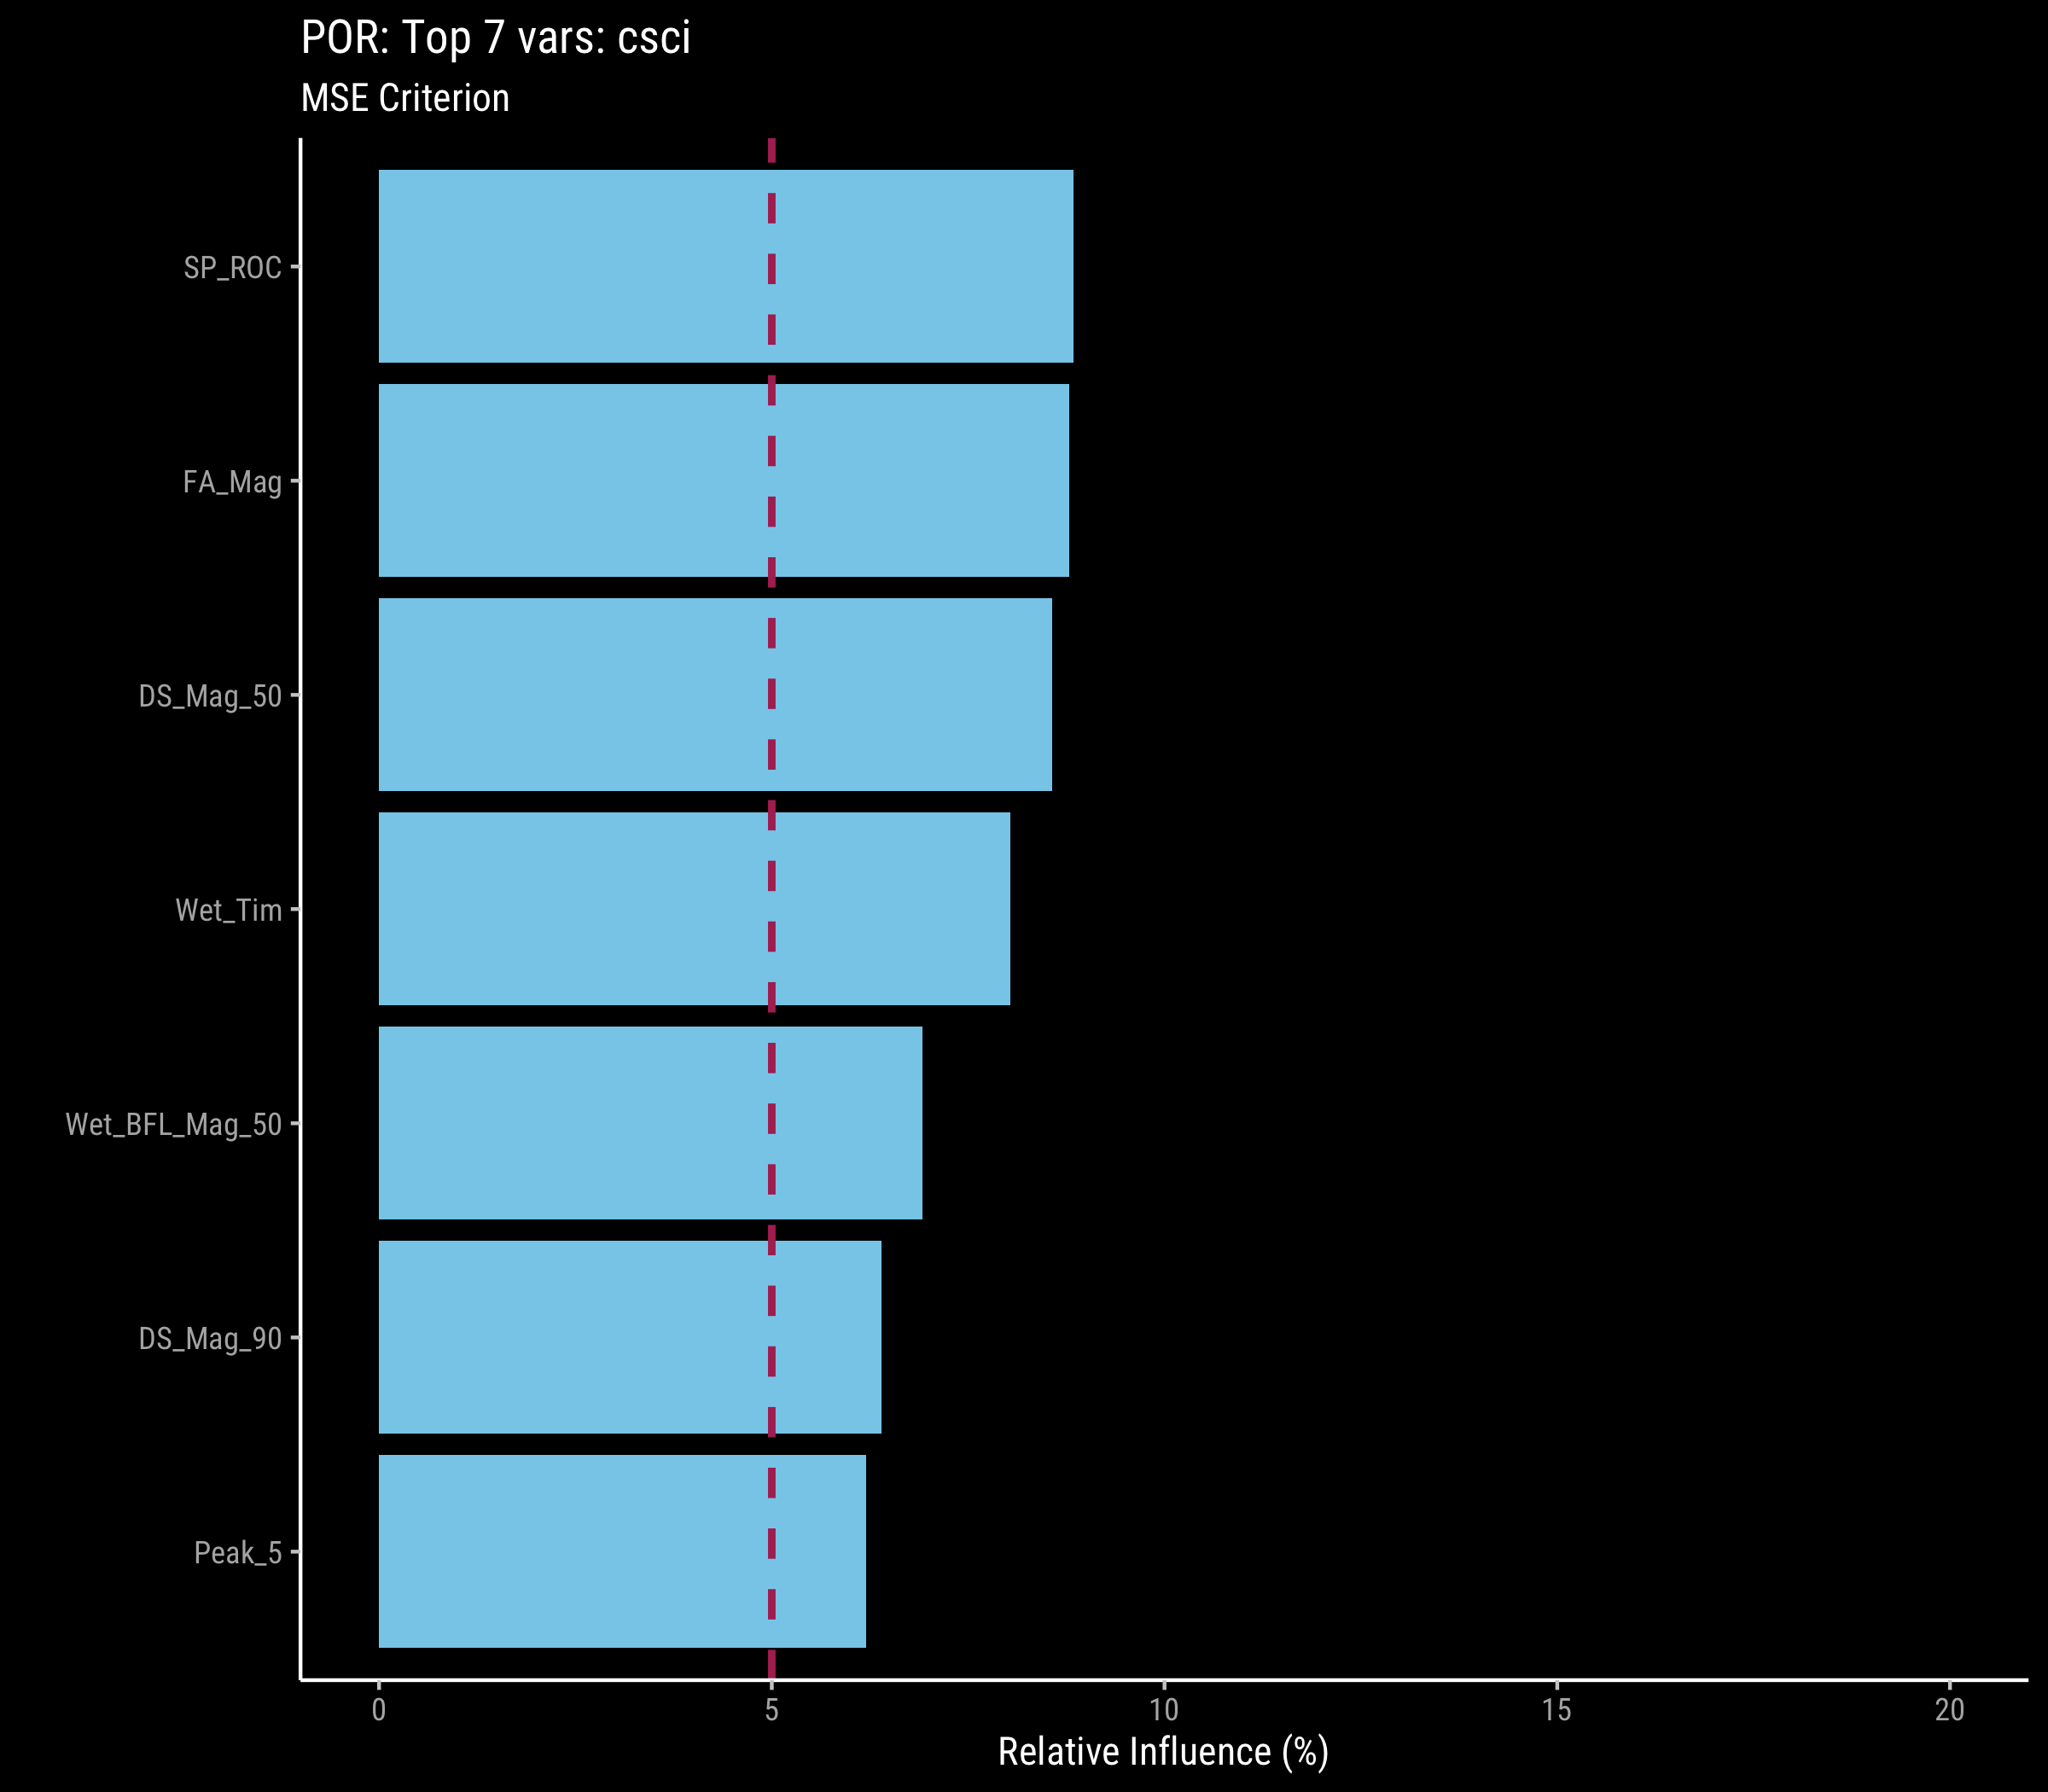 POR: Top 7 vars: csci
MSE Criterion
SP_ROC
FA_Mag
DS_Mag_50
Wet_Tim
Wet_BFL_Mag_50
DS_Mag_90
Peak_5
0 5 10 15 20
Relative Influence (%)